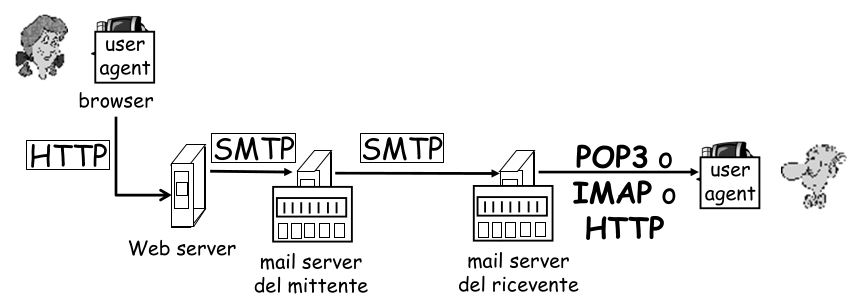 user
agent
browser
HTTP
SMTP
SMTP
POP3 o
IMAP o
HTTP
user
agent
Web server
mail server
del mittente
mail server
del ricevente